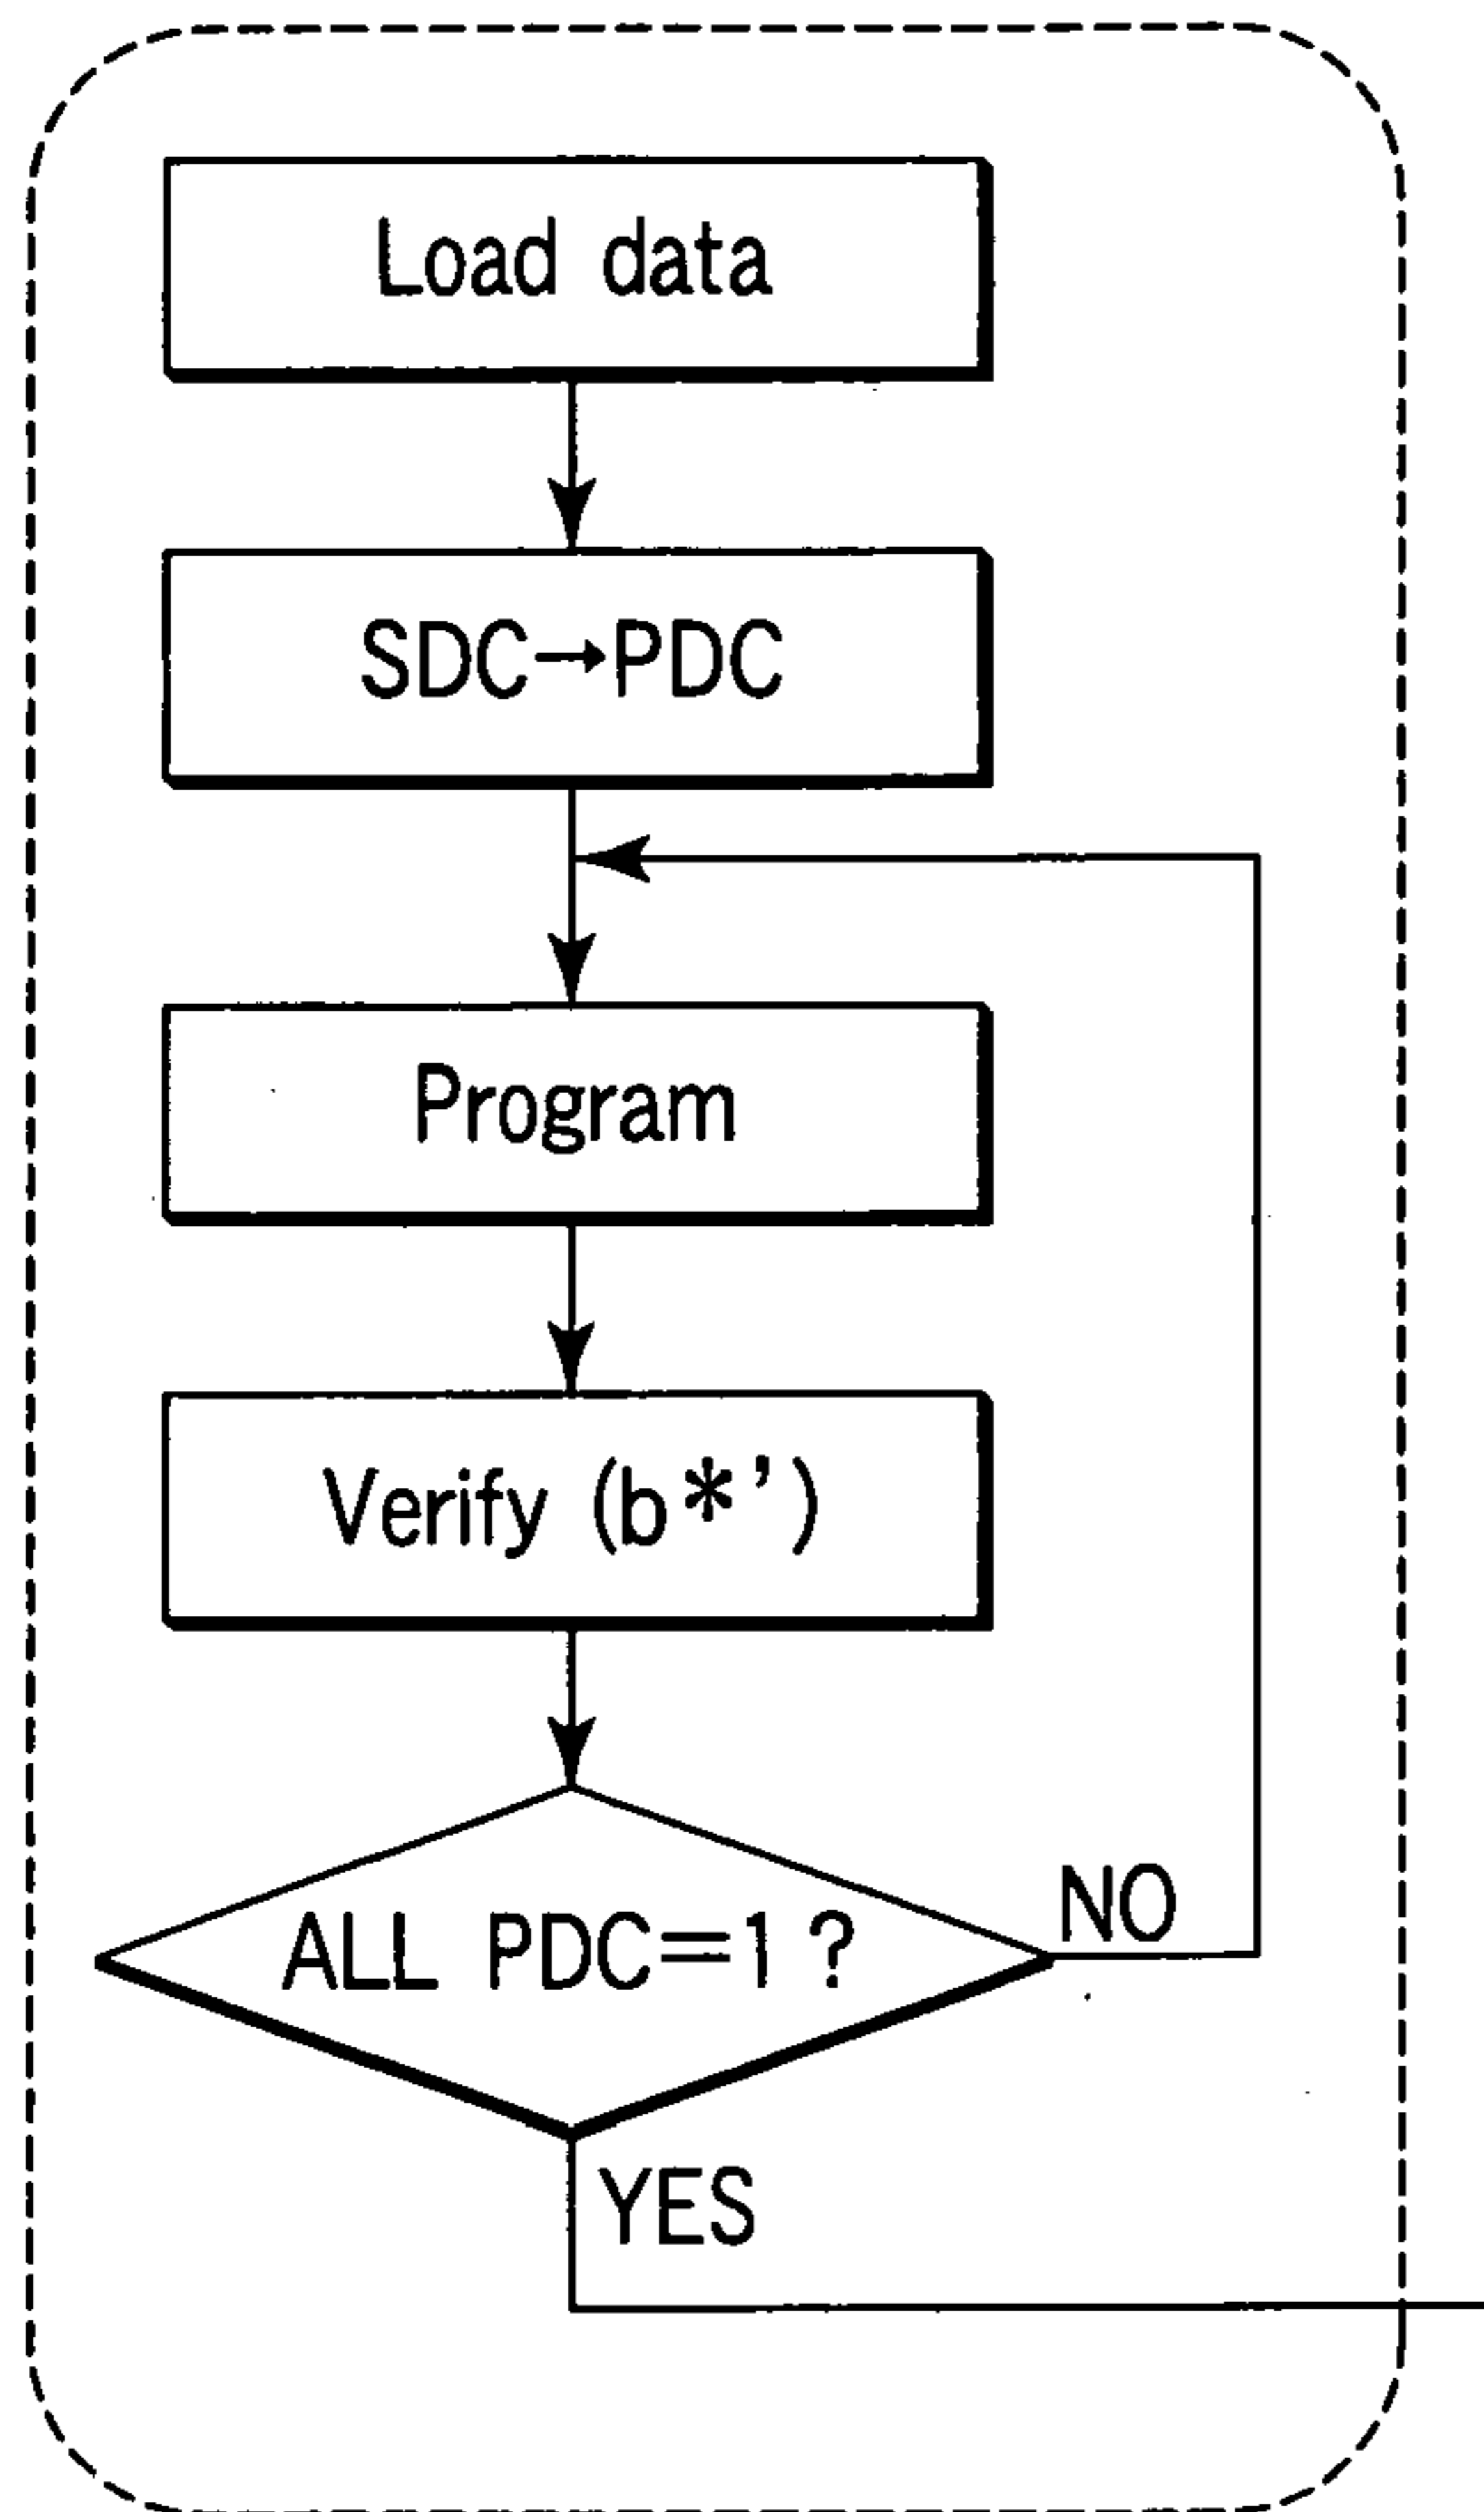 Load data
SDC→PDC
Program
Verify (b*')
ALL PDC=1 ?
NO
YES